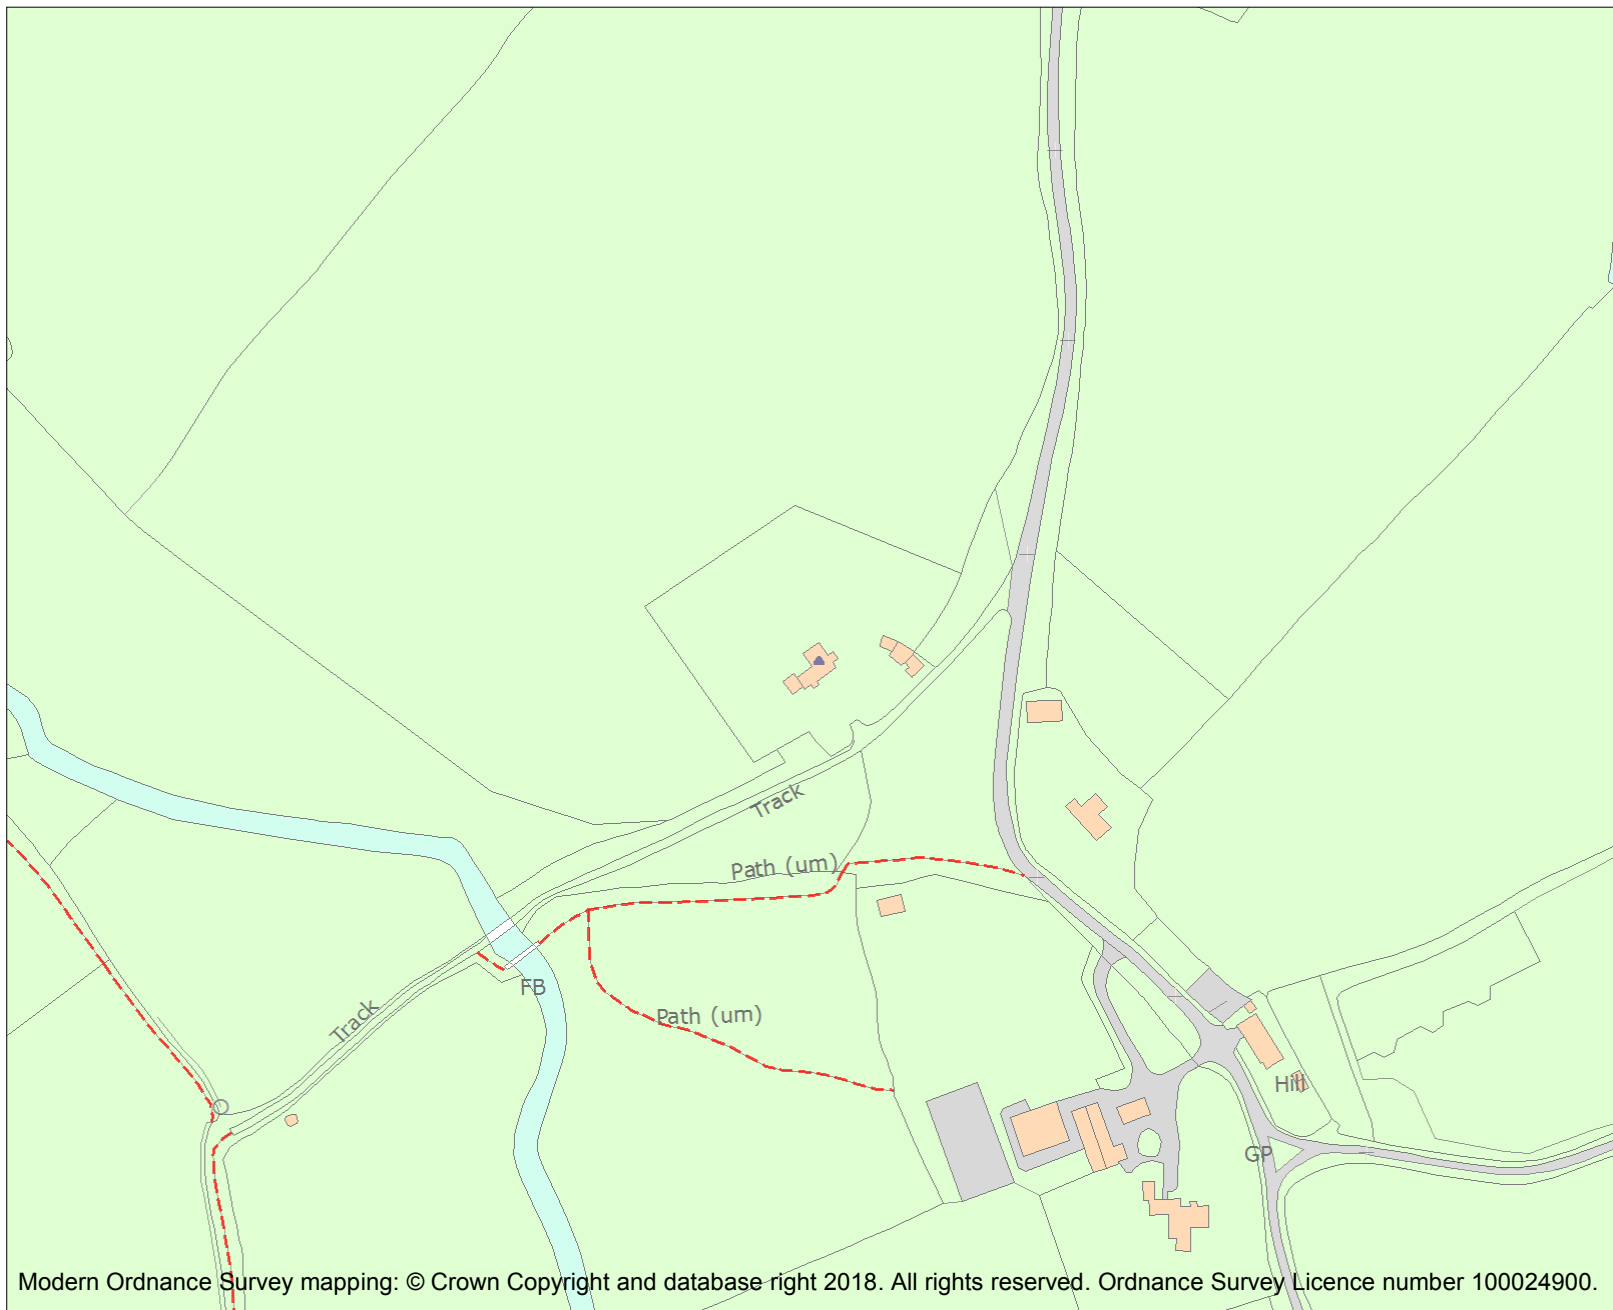 Track
Path (um)
FB
Path (um)
Track
Hill
GP
Modern Ordnance Survey mapping: © Crown Copyright and database right 2018. All rights reserved. Ordnance Survey Licence number 100024900.